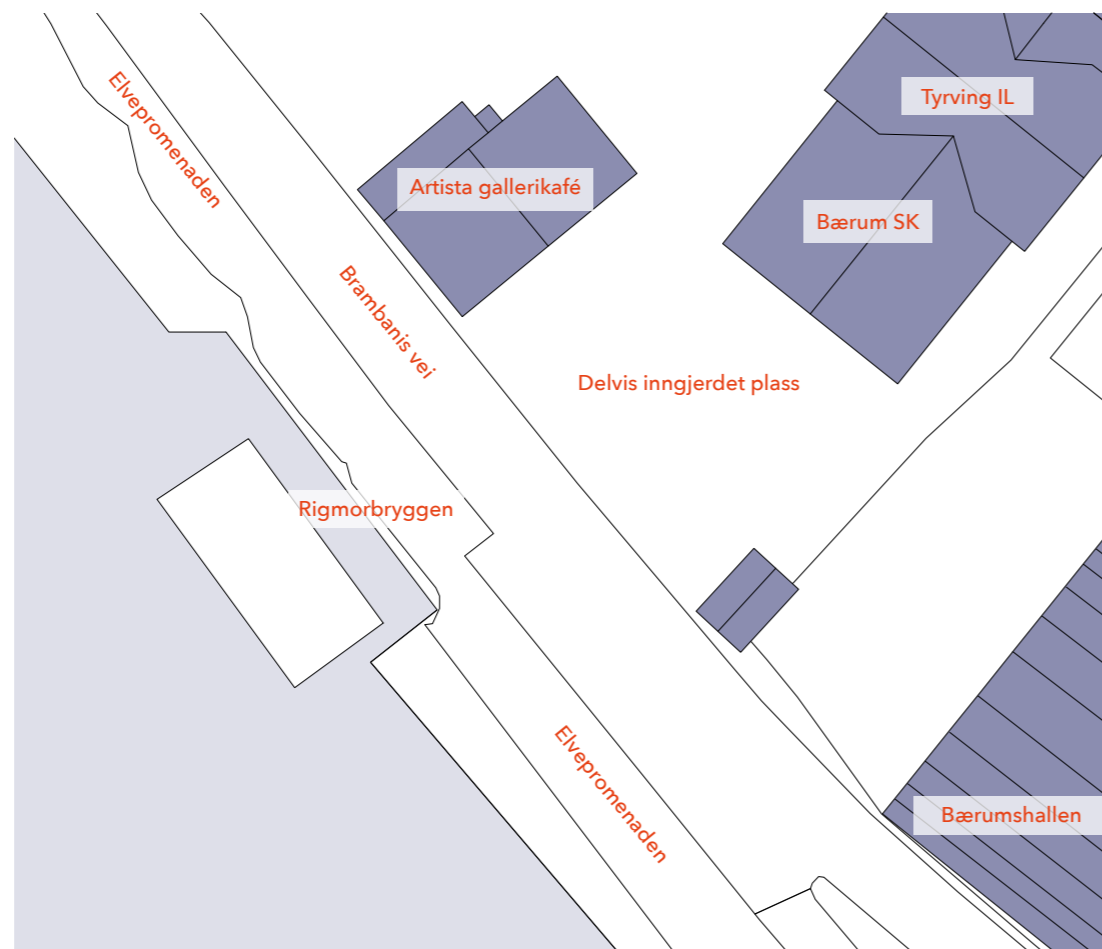 Elvepromenaden
Tyrving IL
Artista gallerikafé
Bærum SK
Brambanis vei
Delvis inngjerdet plass
Rigmorbryggen
Elvepromenaden
Bærumshallen